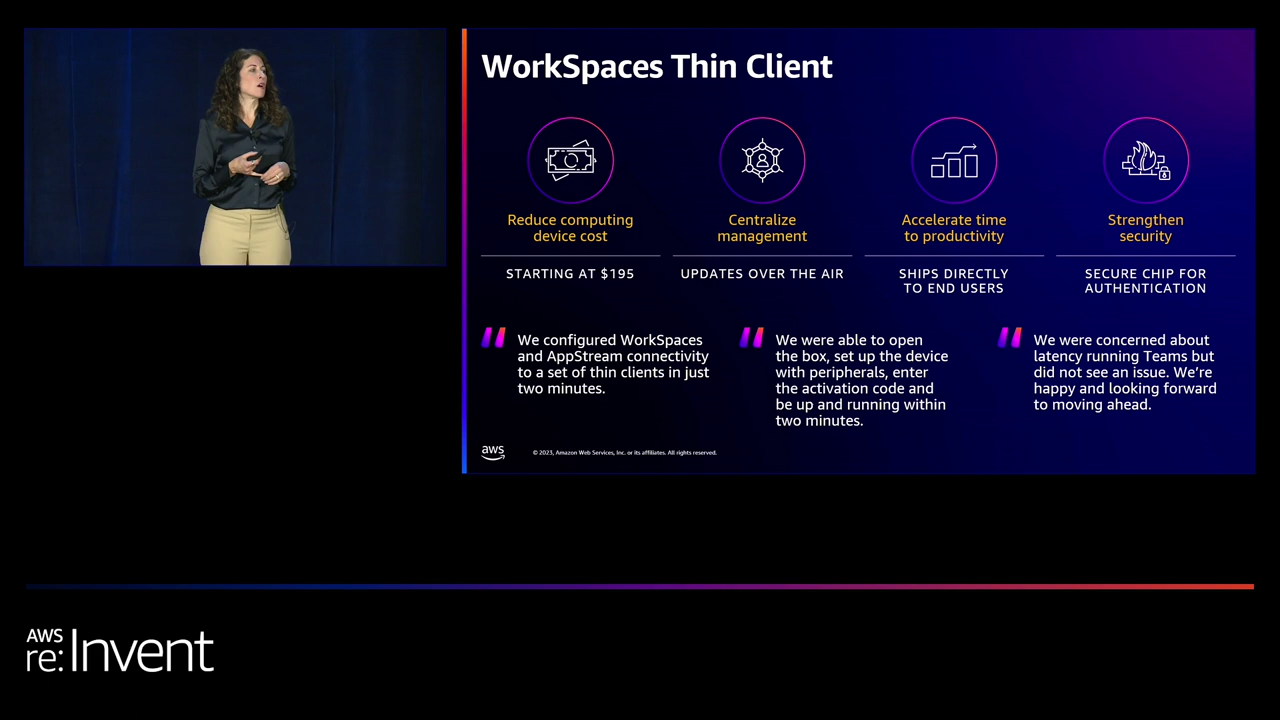 WorkSpaces Thin Client
Reduce computing
device cost
STARTING AT $195
Centralize
management
UPDATES OVER THE AIR
Accelerate time
to productivity
SHIPS DIRECTLY
TO END USERS
Strengthen
security
SECURE CHIP FOR
AUTHENTICATION
We configured WorkSpaces
and AppStream connectivity
to a set of thin clients in just
two minutes.
We were able to open
the box, set up the device
with peripherals, enter
the activation code and
be up and running within
two minutes.
We were concerned about
latency running Teams but
did not see an issue. We’re
happy and looking forward
to moving ahead.
aws
© 2023, Amazon Web Services, Inc. or its affiliates. All rights reserved.
AWS
re:Invent